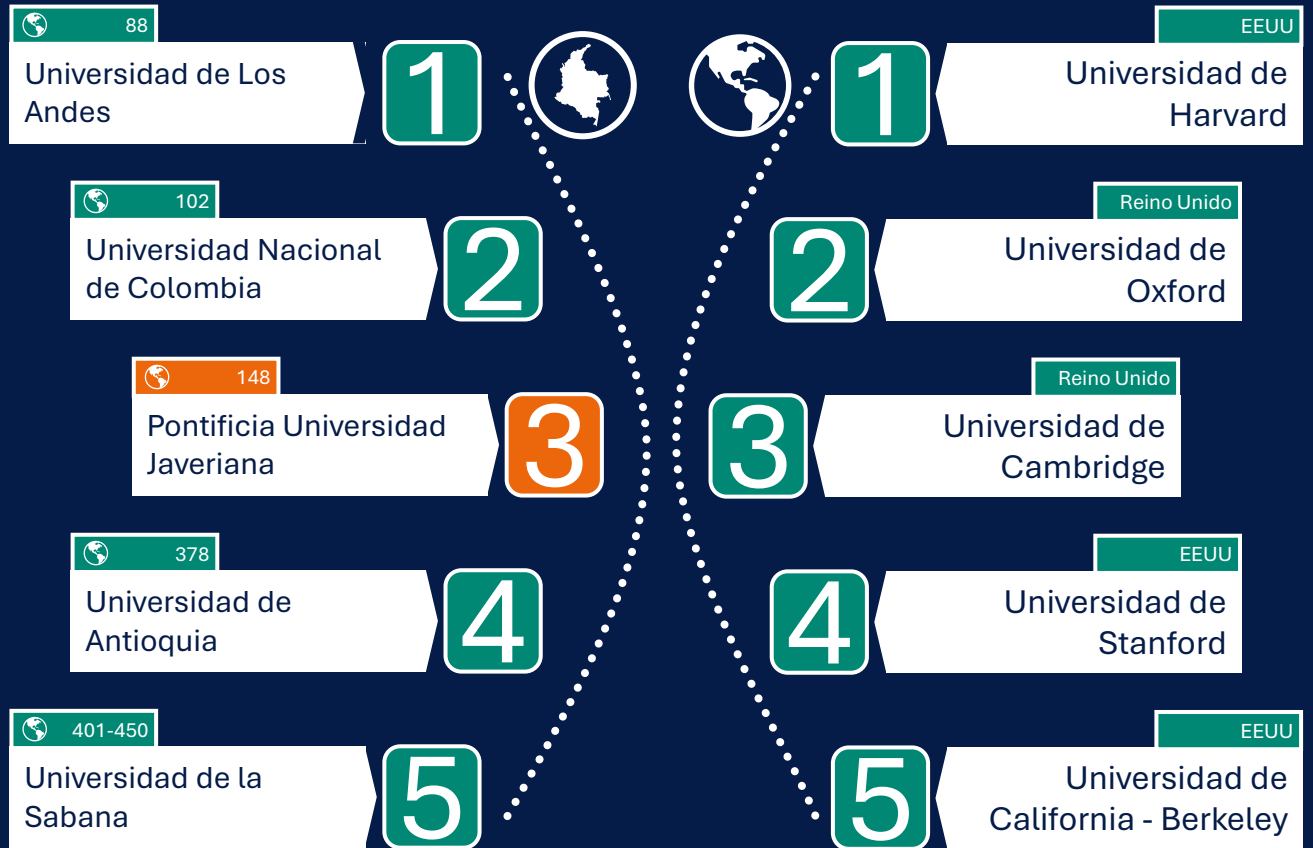 88
Universidad de Los
Andes
1
102
Universidad Nacional
de Colombia
2
148
Pontificia Universidad
Javeriana
3
378
Universidad de
Antioquia
4
401-450
Universidad de la
Sabana
5
EEUU
1
Universidad de
Harvard
Reino Unido
2
Universidad de
Oxford
Reino Unido
3
Universidad de
Cambridge
EEUU
4
Universidad de
Stanford
EEUU
5
Universidad de
California - Berkeley